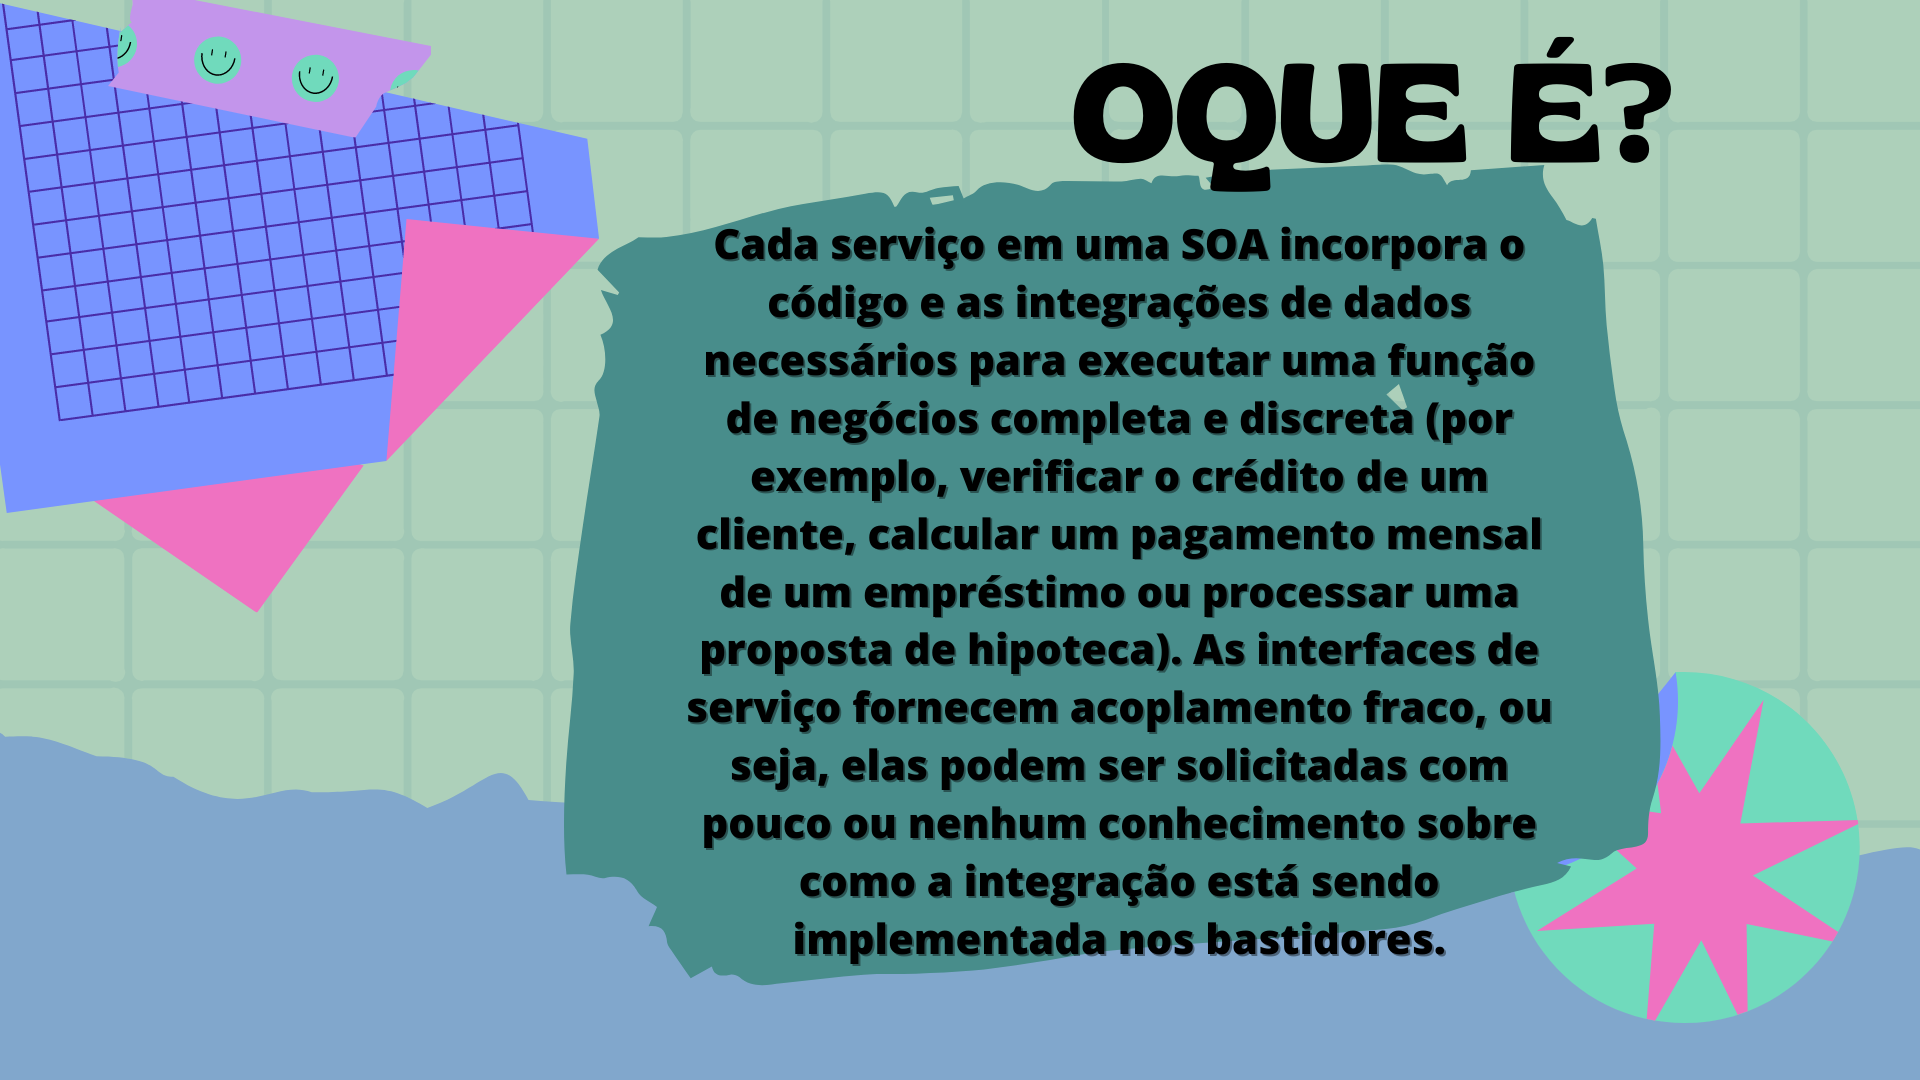 OQUE É?
Cada serviço em uma SOA incorpora o
código e as integrações de dados
necessários para executar uma função
de negócios completa e discreta (por
exemplo, verificar o crédito de um
cliente, calcular um pagamento mensal
de um empréstimo ou processar uma
proposta de hipoteca). As interfaces de
serviço fornecem acoplamento fraco, ou
seja, elas podem ser solicitadas com
pouco ou nenhum conhecimento sobre
como a integração está sendo
implementada nos bastidores.